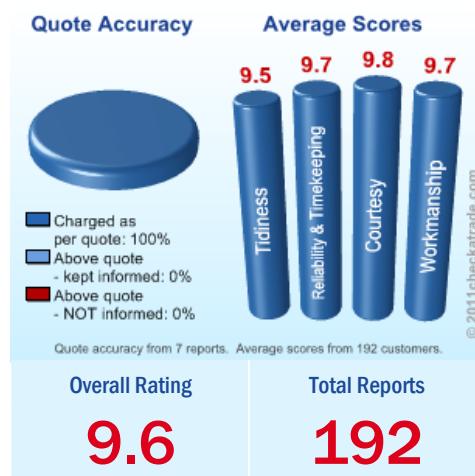 Quote Accuracy
Average Scores
9.5
9.7
9.8
9.7
Tidiness
Reliability & Timekeeping
Courtesy
Workmanship
Charged as
per quote: 100%
Above quote
- kept informed: 0%
Above quote
- NOT informed: 0%
© 2011checkatrade.com
Quote accuracy from 7 reports. Average scores from 192 customers.
Overall Rating
9.6
Total Reports
192